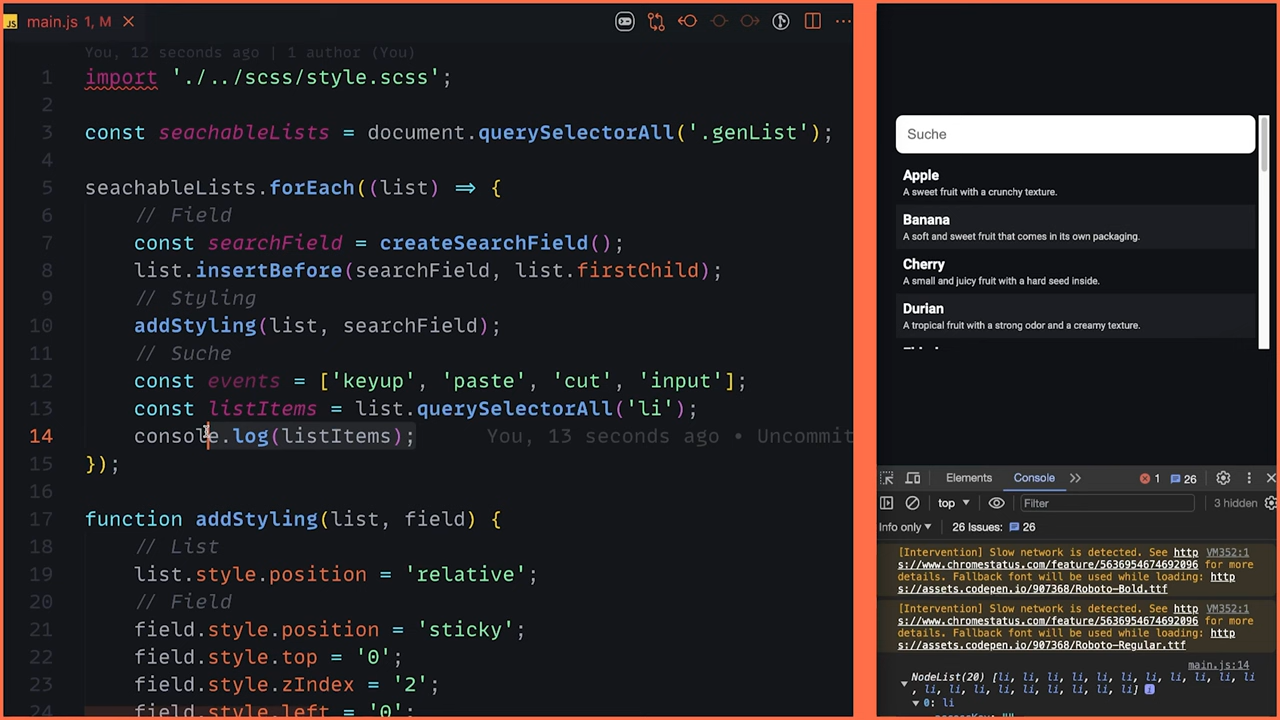 JS main.js 1, M
You, 12 seconds ago | 1 author (You)
1 import './../scss/style.scss';
2
3 const seachableLists = document.querySelectorAll('.genList');
4
5 seachableLists.forEach((list) => {
6 // Field
7 const searchField = createSearchField();
8 list.insertBefore(searchField, list.firstChild);
9 // Styling
10 addStyling(list, searchField);
11 // Suche
12 const events = ['keyup', 'paste', 'cut', 'input'];
13 const listItems = list.querySelectorAll('li');
14 console.log(listItems); You, 13 seconds ago • Uncommit
15 });
16
17 function addStyling(list, field) {
18 // List
19 list.style.position = 'relative';
20 // Field
21 field.style.position = 'sticky';
22 field.style.top = '0';
23 field.style.zIndex = '2';
24 field.style.left = '0';
Suche
Apple
A sweet fruit with a crunchy texture.
Banana
A soft and sweet fruit that comes in its own packaging.
Cherry
A small and juicy fruit with a hard seed inside.
Durian
A tropical fruit with a strong odor and a creamy texture.
Elements Console 1 26
top Filter 3 hidden
Info only 26 Issues: 26
[Intervention] Slow network is detected. See http VM352:1
s://www.chromestatus.com/feature/5636954674692096 for more
details. Fallback font will be used while loading: http
s://assets.codepen.io/907368/Roboto-Bold.ttf
[Intervention] Slow network is detected. See http VM352:1
s://www.chromestatus.com/feature/5636954674692096 for more
details. Fallback font will be used while loading: http
s://assets.codepen.io/907368/Roboto-Regular.ttf
main.js:14
NodeList(20) [li, li, li, li, li, li, li, li, li, li, li, li
, li, li, li, li, li, li, li, li]
0: li